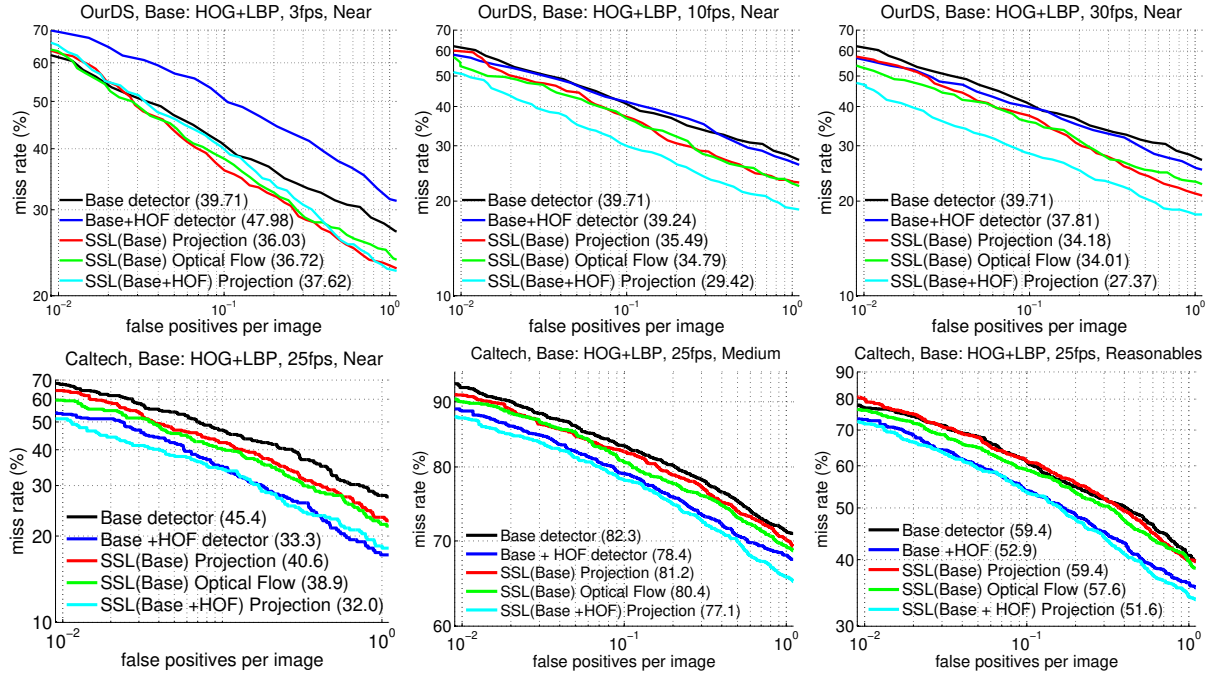 OurDS, Base: HOG+LBP, 3fps, Near
miss rate (%)
70
60
50
40
30
20
Base detector (39.71)
Base+HOF detector (47.98)
SSL(Base) Projection (36.03)
SSL(Base) Optical Flow (36.72)
SSL(Base+HOF) Projection (37.62)
10^-2
10^-1
10^0
false positives per image
OurDS, Base: HOG+LBP, 10fps, Near
miss rate (%)
70
60
50
40
30
20
10
Base detector (39.71)
Base+HOF detector (39.24)
SSL(Base) Projection (35.49)
SSL(Base) Optical Flow (34.79)
SSL(Base+HOF) Projection (29.42)
10^-2
10^-1
10^0
false positives per image
OurDS, Base: HOG+LBP, 30fps, Near
miss rate (%)
70
60
50
40
30
20
10
Base detector (39.71)
Base+HOF detector (37.81)
SSL(Base) Projection (34.18)
SSL(Base) Optical Flow (34.01)
SSL(Base+HOF) Projection (27.37)
10^-2
10^-1
10^0
false positives per image
Caltech, Base: HOG+LBP, 25fps, Near
miss rate (%)
70
60
50
40
30
20
10
Base detector (45.4)
Base +HOF detector (33.3)
SSL(Base) Projection (40.6)
SSL(Base) Optical Flow (38.9)
SSL(Base +HOF) Projection (32.0)
10^-2
10^-1
10^0
false positives per image
Caltech, Base: HOG+LBP, 25fps, Medium
miss rate (%)
90
80
70
60
Base detector (82.3)
Base + HOF detector (78.4)
SSL(Base) Projection (81.2)
SSL(Base) Optical Flow (80.4)
SSL(Base +HOF) Projection (77.1)
10^-2
10^-1
10^0
false positives per image
Caltech, Base: HOG+LBP, 25fps, Reasonables
miss rate (%)
90
80
70
60
50
40
30
Base detector (59.4)
Base +HOF (52.9)
SSL(Base) Projection (59.4)
SSL(Base) Optical Flow (57.6)
SSL(Base + HOF) Projection (51.6)
10^-2
10^-1
10^0
false positives per image